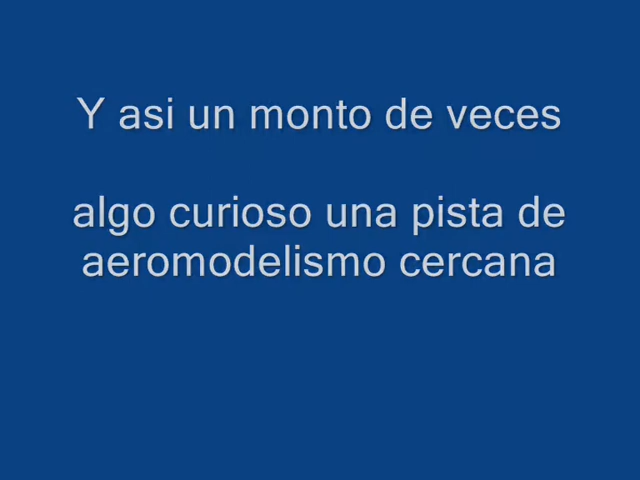 Y asi un monto de veces
algo curioso una pista de
aeromodelismo cercana